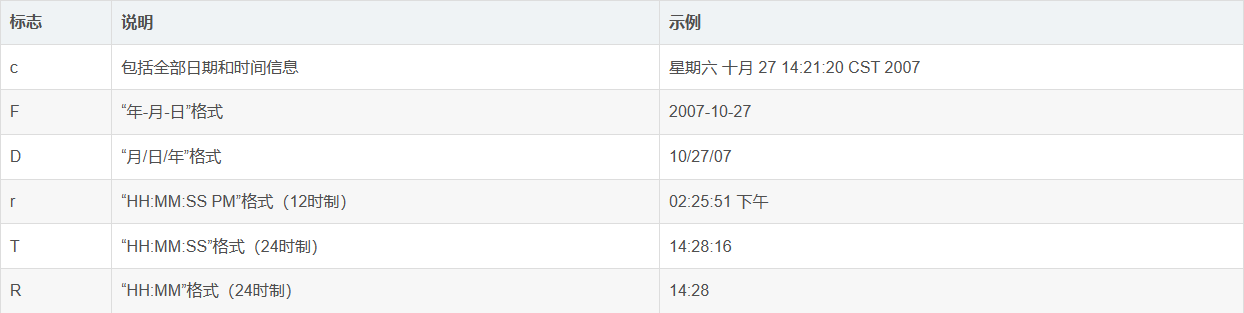 标志 说明 示例
c 包括全部日期和时间信息 星期六 十月 27 14:21:20 CST 2007
F “年-月-日”格式 2007-10-27
D “月/日/年”格式 10/27/07
r “HH:MM:SS PM”格式（12时制） 02:25:51 下午
T “HH:MM:SS”格式（24时制） 14:28:16
R “HH:MM”格式（24时制） 14:28